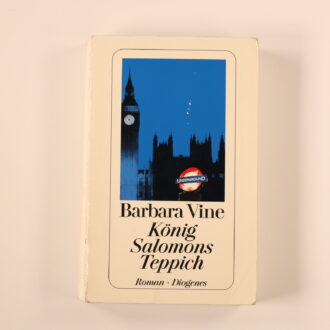 UNDERGROUND
Barbara Vine
König
Salomons
Teppich
Roman · Diogenes